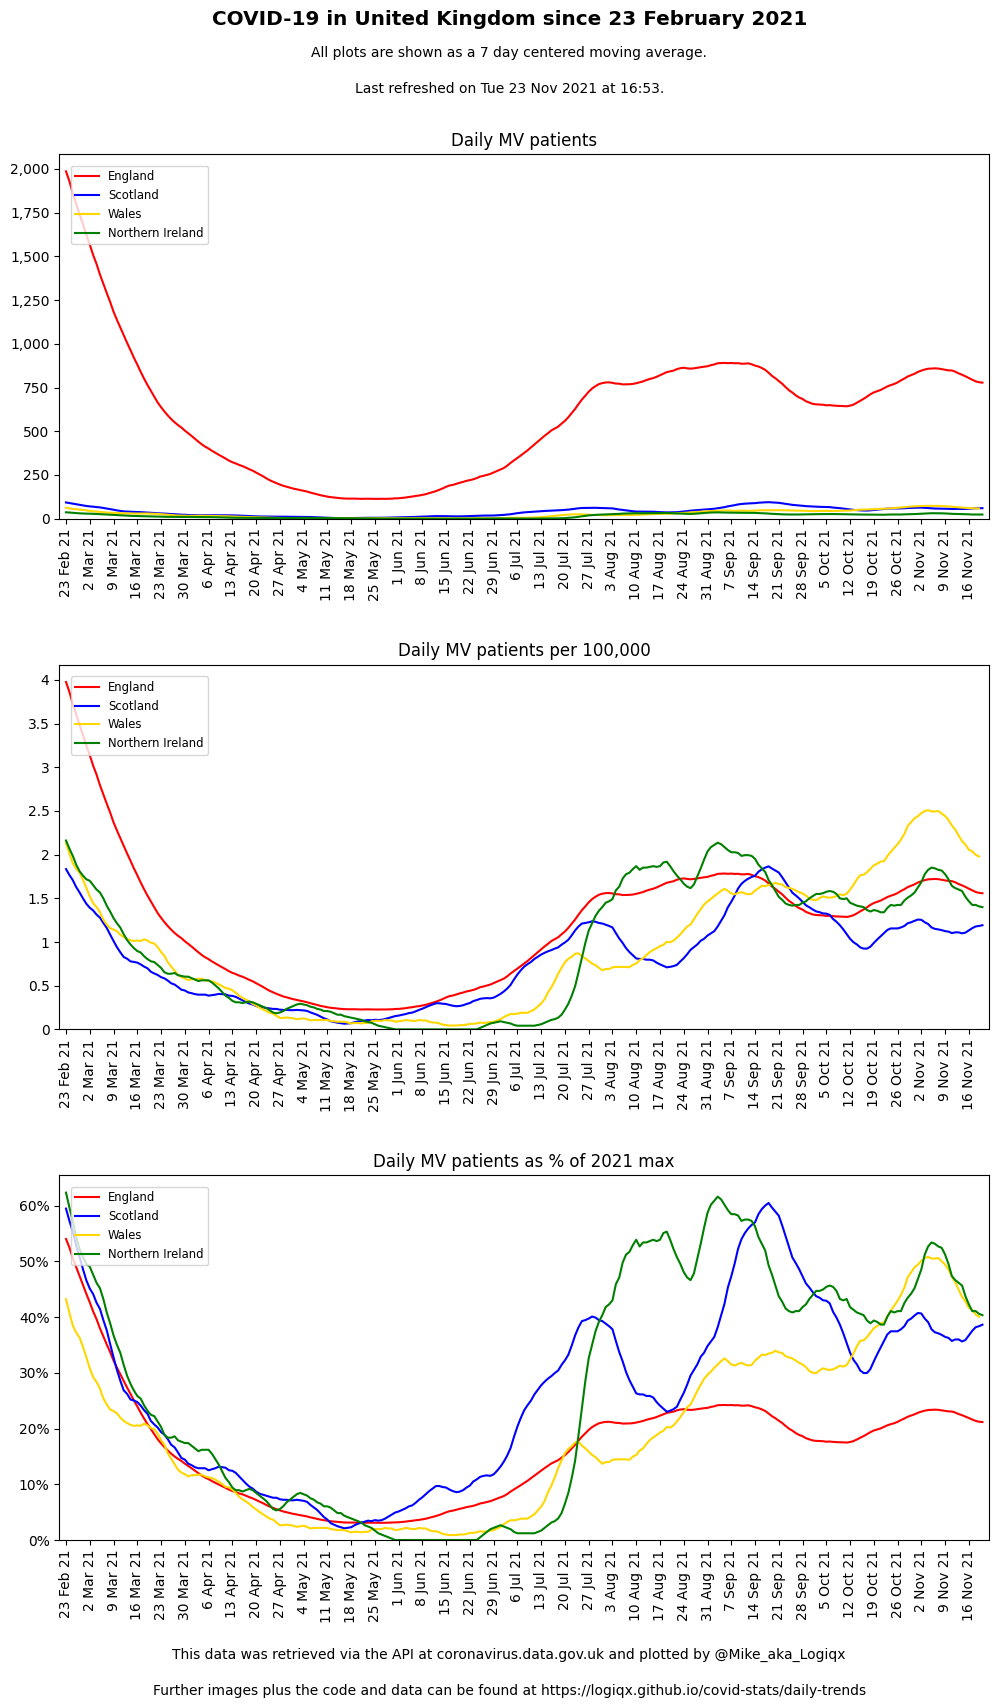 COVID-19 in United Kingdom since 23 February 2021
All plots are shown as a 7 day centered moving average.
Last refreshed on Tue 23 Nov 2021 at 16:53.
Daily MV patients
2,000
1,750
1,500
1,250
1,000
750
500
250
0
England
Scotland
Wales
Northern Ireland
23 Feb 21
2 Mar 21
9 Mar 21
16 Mar 21
23 Mar 21
30 Mar 21
6 Apr 21
13 Apr 21
20 Apr 21
27 Apr 21
4 May 21
11 May 21
18 May 21
25 May 21
1 Jun 21
8 Jun 21
15 Jun 21
22 Jun 21
29 Jun 21
6 Jul 21
13 Jul 21
20 Jul 21
27 Jul 21
3 Aug 21
10 Aug 21
17 Aug 21
24 Aug 21
31 Aug 21
7 Sep 21
14 Sep 21
21 Sep 21
28 Sep 21
5 Oct 21
12 Oct 21
19 Oct 21
26 Oct 21
2 Nov 21
9 Nov 21
16 Nov 21
Daily MV patients per 100,000
4
3.5
3
2.5
2
1.5
1
0.5
0
England
Scotland
Wales
Northern Ireland
23 Feb 21
2 Mar 21
9 Mar 21
16 Mar 21
23 Mar 21
30 Mar 21
6 Apr 21
13 Apr 21
20 Apr 21
27 Apr 21
4 May 21
11 May 21
18 May 21
25 May 21
1 Jun 21
8 Jun 21
15 Jun 21
22 Jun 21
29 Jun 21
6 Jul 21
13 Jul 21
20 Jul 21
27 Jul 21
3 Aug 21
10 Aug 21
17 Aug 21
24 Aug 21
31 Aug 21
7 Sep 21
14 Sep 21
21 Sep 21
28 Sep 21
5 Oct 21
12 Oct 21
19 Oct 21
26 Oct 21
2 Nov 21
9 Nov 21
16 Nov 21
Daily MV patients as % of 2021 max
60%
50%
40%
30%
20%
10%
0%
England
Scotland
Wales
Northern Ireland
23 Feb 21
2 Mar 21
9 Mar 21
16 Mar 21
23 Mar 21
30 Mar 21
6 Apr 21
13 Apr 21
20 Apr 21
27 Apr 21
4 May 21
11 May 21
18 May 21
25 May 21
1 Jun 21
8 Jun 21
15 Jun 21
22 Jun 21
29 Jun 21
6 Jul 21
13 Jul 21
20 Jul 21
27 Jul 21
3 Aug 21
10 Aug 21
17 Aug 21
24 Aug 21
31 Aug 21
7 Sep 21
14 Sep 21
21 Sep 21
28 Sep 21
5 Oct 21
12 Oct 21
19 Oct 21
26 Oct 21
2 Nov 21
9 Nov 21
16 Nov 21
This data was retrieved via the API at coronavirus.data.gov.uk and plotted by @Mike_aka_Logiqx
Further images plus the code and data can be found at https://logiqx.github.io/covid-stats/daily-trends